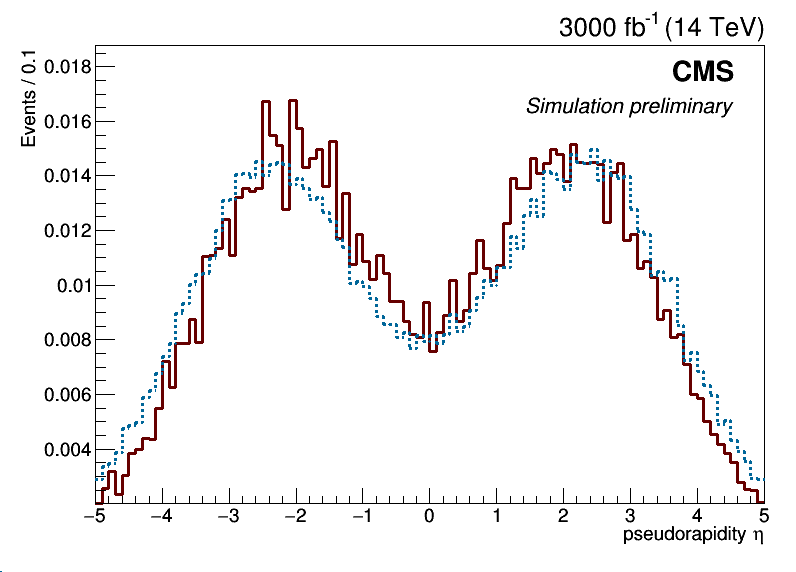 3000 fb-1 (14 TeV)
CMS
Simulation preliminary
Events / 0.1
0.018
0.016
0.014
0.012
0.01
0.008
0.006
0.004
−5 −4 −3 −2 −1 0 1 2 3 4 5
pseudorapidity η